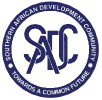 SOUTHERN AFRICAN DEVELOPMENT COMMUNITY
SADC
TOWARDS A COMMON FUTURE